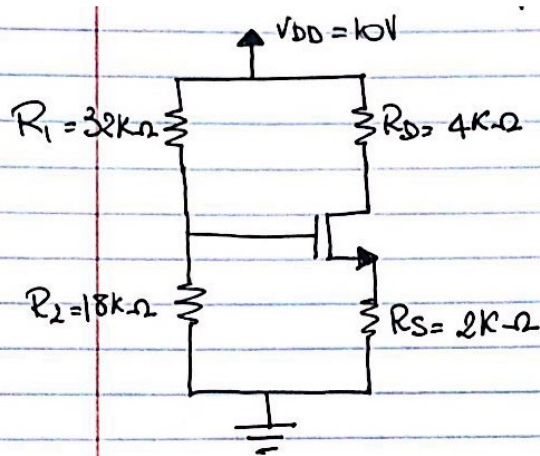 VDD = 10V
R1 = 32KΩ
RD = 4KΩ
R2 = 18KΩ
RS = 2KΩ